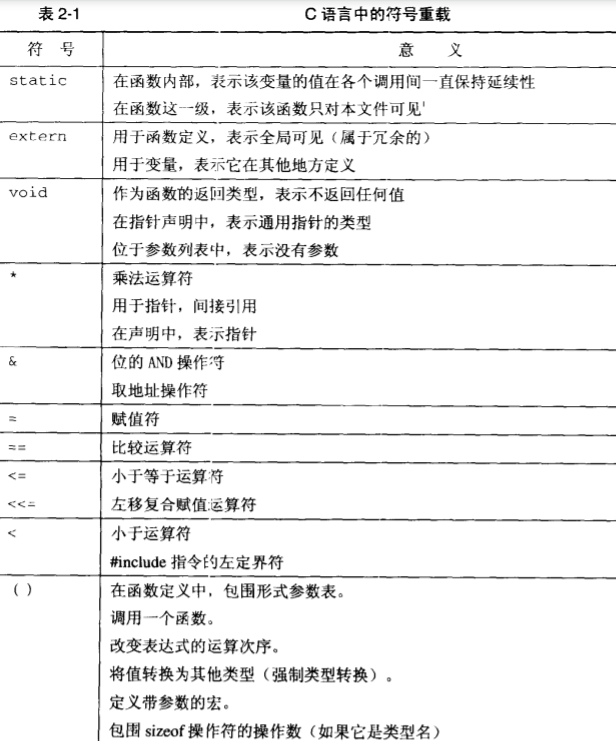 表 2-1 C 语言中的符号重载
符 号 意 义
static 在函数内部，表示该变量的值在各个调用间一直保持延续性
在函数这一级，表示该函数只对本文件可见¹
extern 用于函数定义，表示全局可见（属于冗余的）
用于变量，表示它在其他地方定义
void 作为函数的返回类型，表示不返回任何值
在指针声明中，表示通用指针的类型
位于参数列表中，表示没有参数
* 乘法运算符
用于指针，间接引用
在声明中，表示指针
& 位的 AND 操作符
取地址操作符
= 赋值符
== 比较运算符
<= 小于等于运算符
<<= 左移复合赋值运算符
< 小于运算符
#include 指令的左定界符
( ) 在函数定义中，包围形式参数表。
调用一个函数。
改变表达式的运算次序。
将值转换为其他类型（强制类型转换）。
定义带参数的宏。
包围 sizeof 操作符的操作数（如果它是类型名）